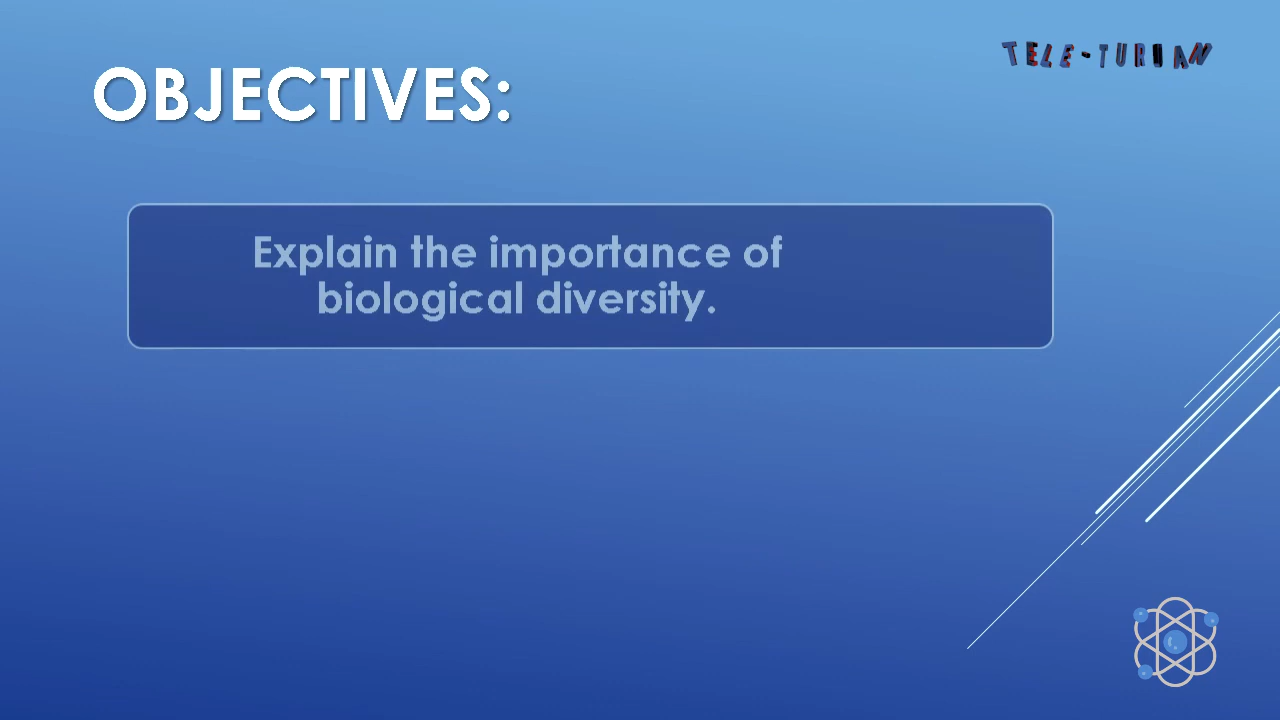 TELE-TURUAN
OBJECTIVES:
Explain the importance of
biological diversity.